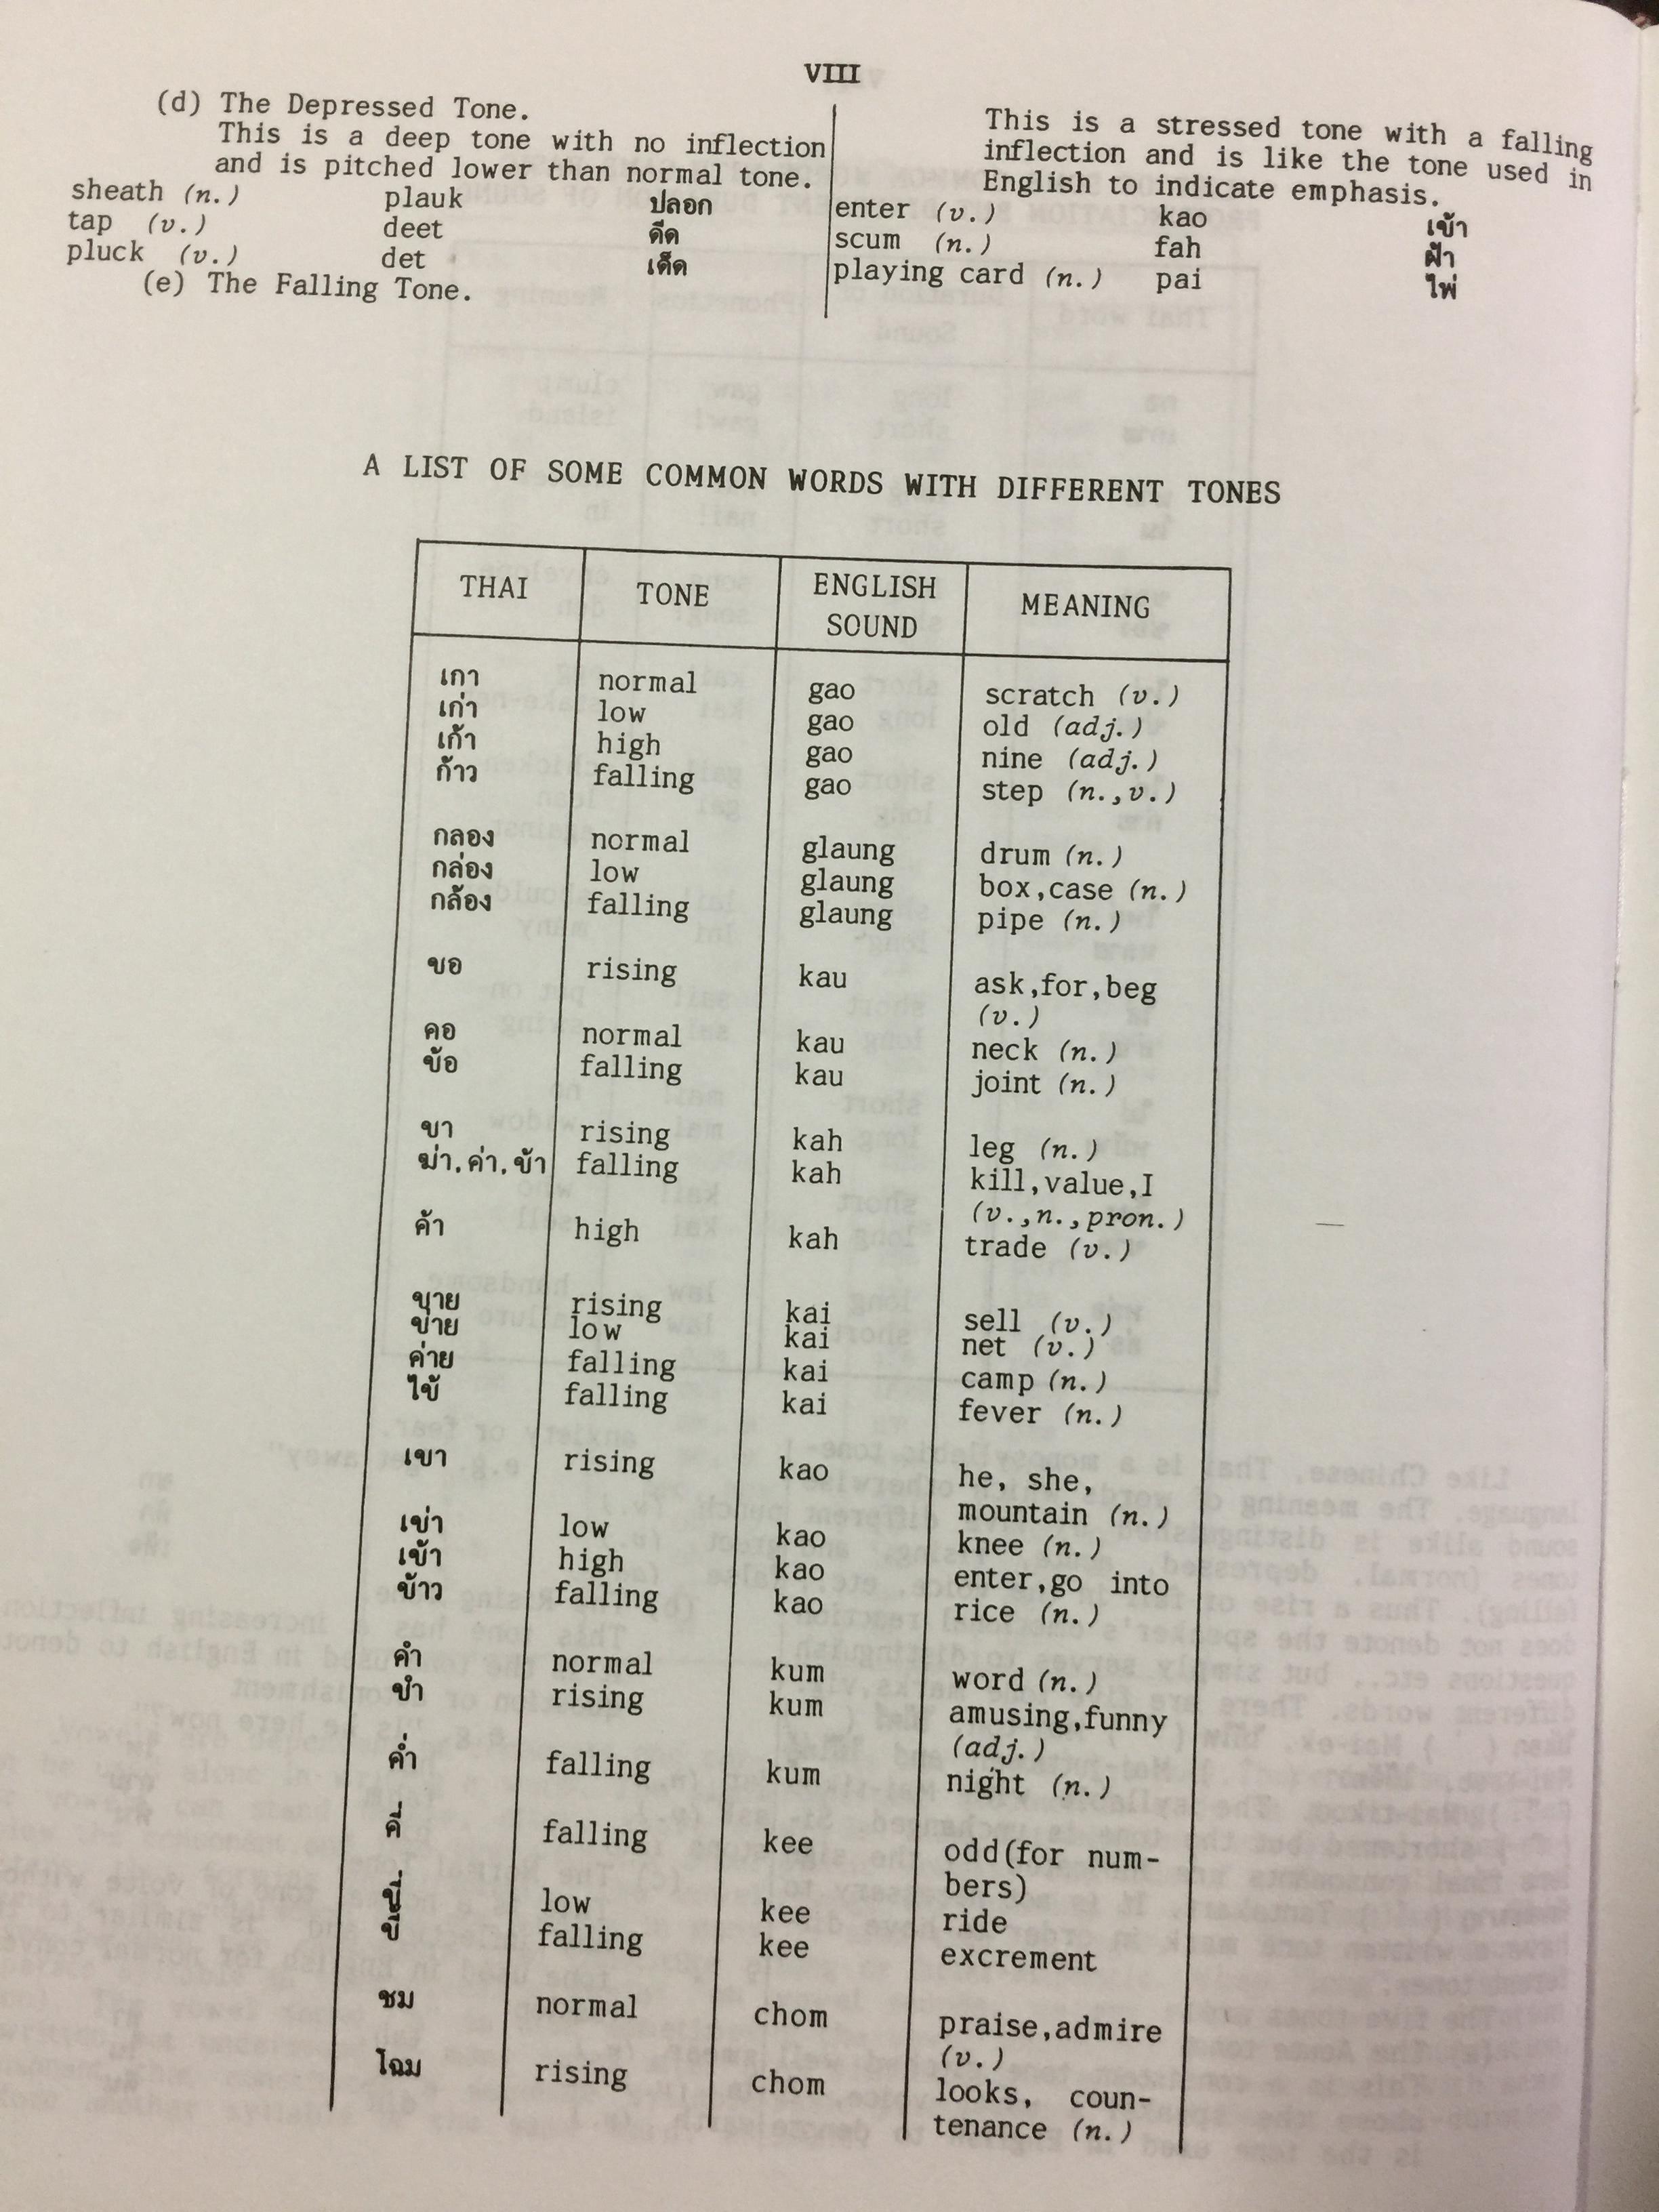 VIII
(d) The Depressed Tone.
This is a deep tone with no inflection
and is pitched lower than normal tone.
sheath (n.) plauk ปลอก
tap (v.) deet ดีด
pluck (v.) det เด็ด
(e) The Falling Tone.
This is a stressed tone with a falling
inflection and is like the tone used in
English to indicate emphasis.
enter (v.) kao เข้า
scum (n.) fah ฝ้า
playing card (n.) pai ไพ่
A LIST OF SOME COMMON WORDS WITH DIFFERENT TONES
THAI TONE ENGLISH SOUND MEANING
เกา normal gao scratch (v.)
เก่า low gao old (adj.)
เก้า high gao nine (adj.)
ก้าว falling gao step (n.,v.)
กลอง normal glaung drum (n.)
กล่อง low glaung box,case (n.)
กล้อง falling glaung pipe (n.)
ขอ rising kau ask,for,beg
(v.)
คอ normal kau neck (n.)
ข้อ falling kau joint (n.)
ขา rising kah leg (n.)
ฆ่า,ค่า,ข้า falling kah kill,value,I
(v.,n.,pron.)
ค้า high kah trade (v.)
ขาย rising kai sell (v.)
ข่าย low kai net (v.)
ค่าย falling kai camp (n.)
ไข้ falling kai fever (n.)
เขา rising kao he, she,
mountain (n.)
เข่า low kao knee (n.)
เข้า high kao enter,go into
ข้าว falling kao rice (n.)
คำ normal kum word (n.)
ขำ rising kum amusing,funny
(adj.)
ค่ำ falling kum night (n.)
คี่ falling kee odd(for num-
bers)
ขี่ low kee ride
ขี้ falling kee excrement
ชม normal chom praise,admire
(v.)
โฉม rising chom looks, coun-
tenance (n.)